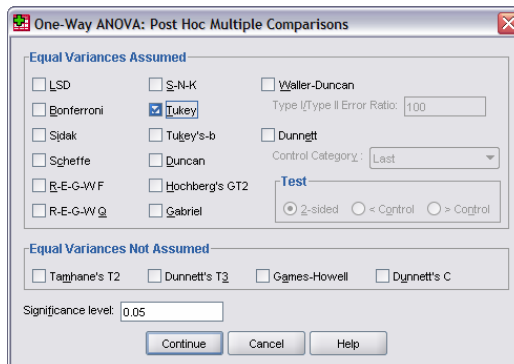 One-Way ANOVA: Post Hoc Multiple Comparisons
Equal Variances Assumed
LSD S-N-K Waller-Duncan
Bonferroni Tukey Type I/Type II Error Ratio: 100
Sidak Tukey's-b Dunnett
Scheffe Duncan Control Category: Last
R-E-G-W F Hochberg's GT2 Test
R-E-G-W Q Gabriel 2-sided < Control > Control
Equal Variances Not Assumed
Tamhane's T2 Dunnett's T3 Games-Howell Dunnett's C
Significance level: 0.05
Continue Cancel Help